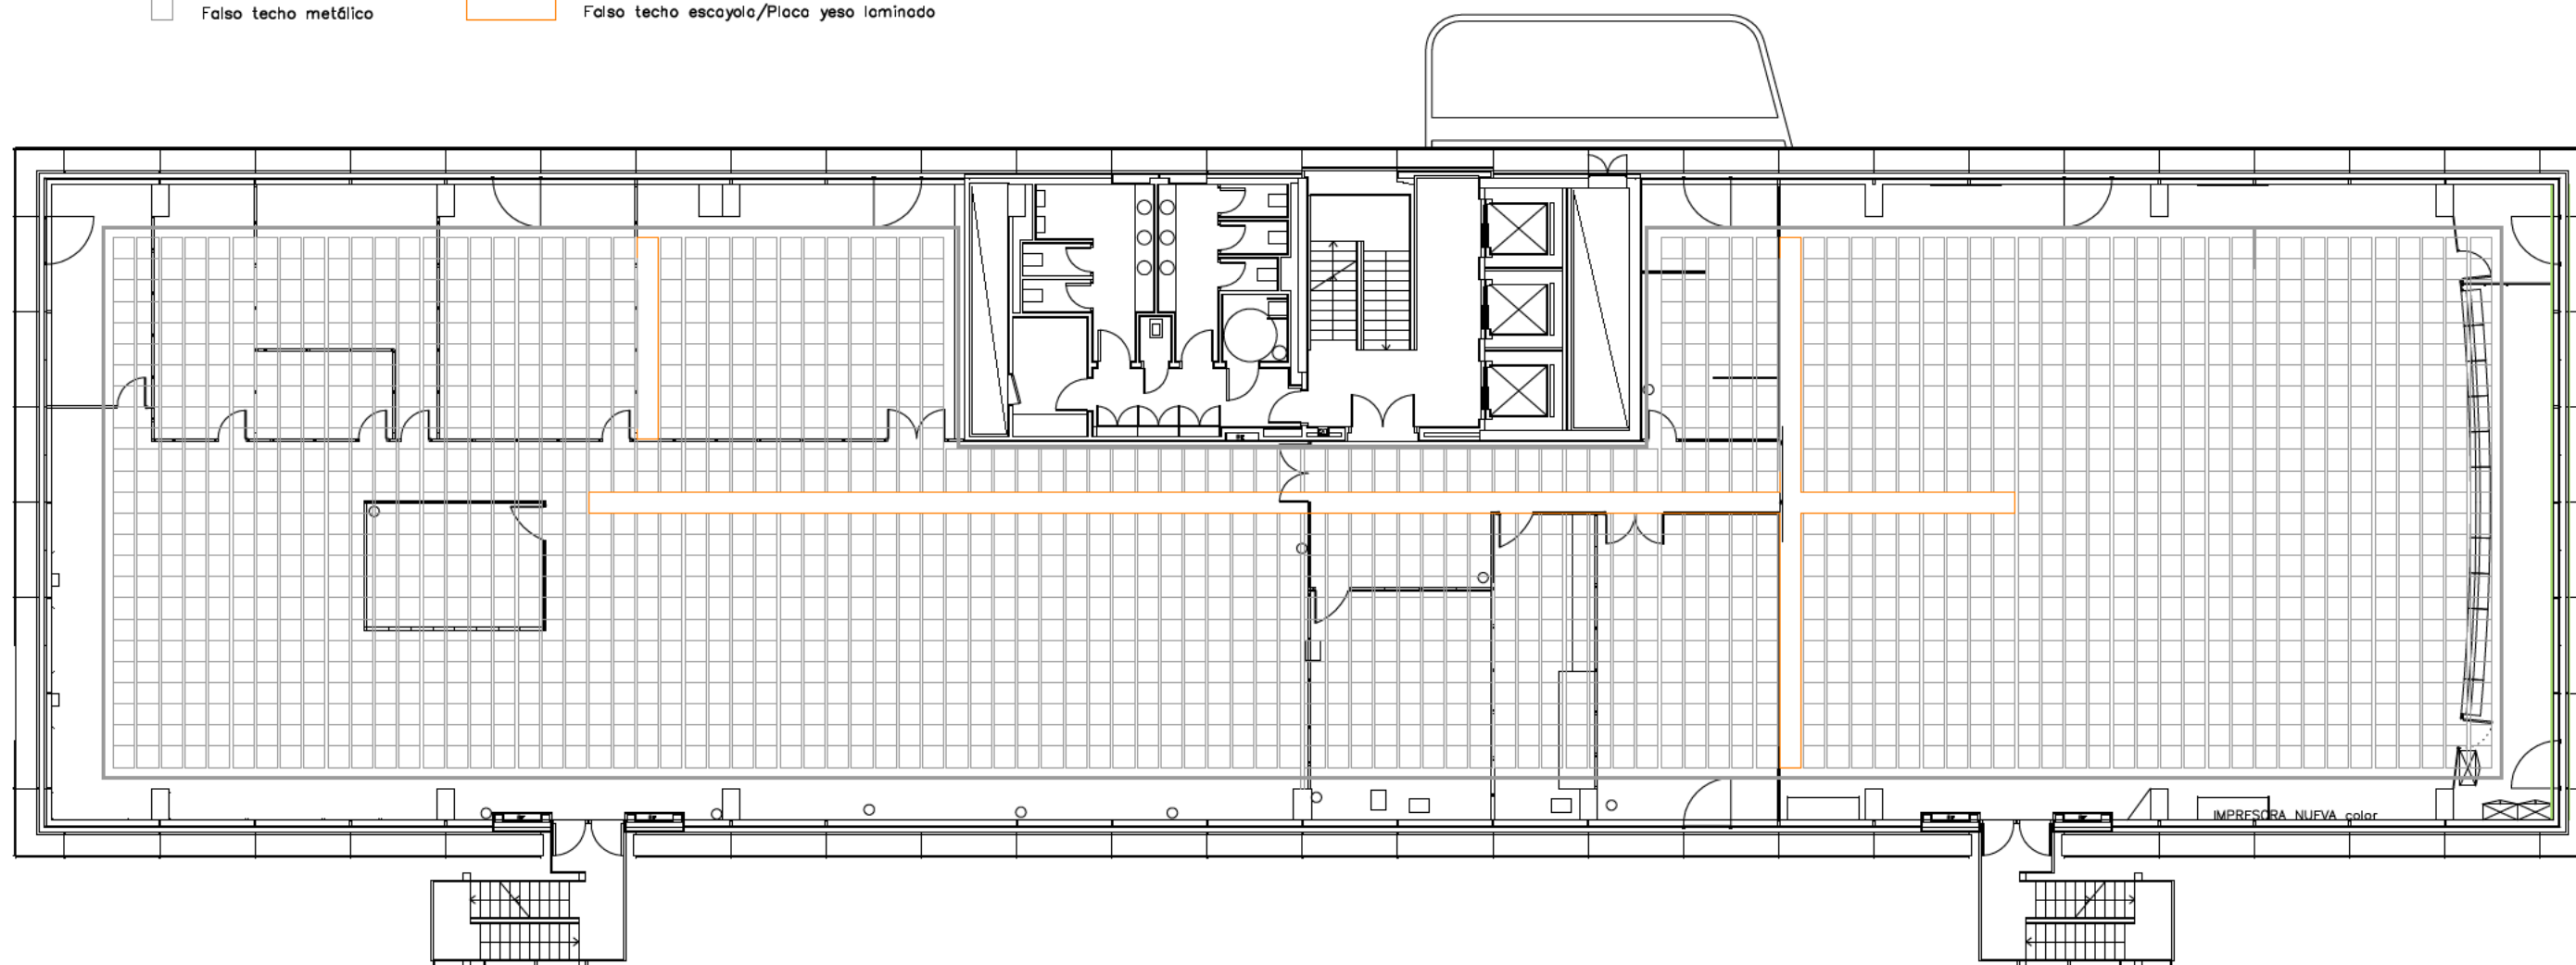 Falso techo metálico
Falso techo escayola/Placa yeso laminado
IMPRESORA NUEVA color